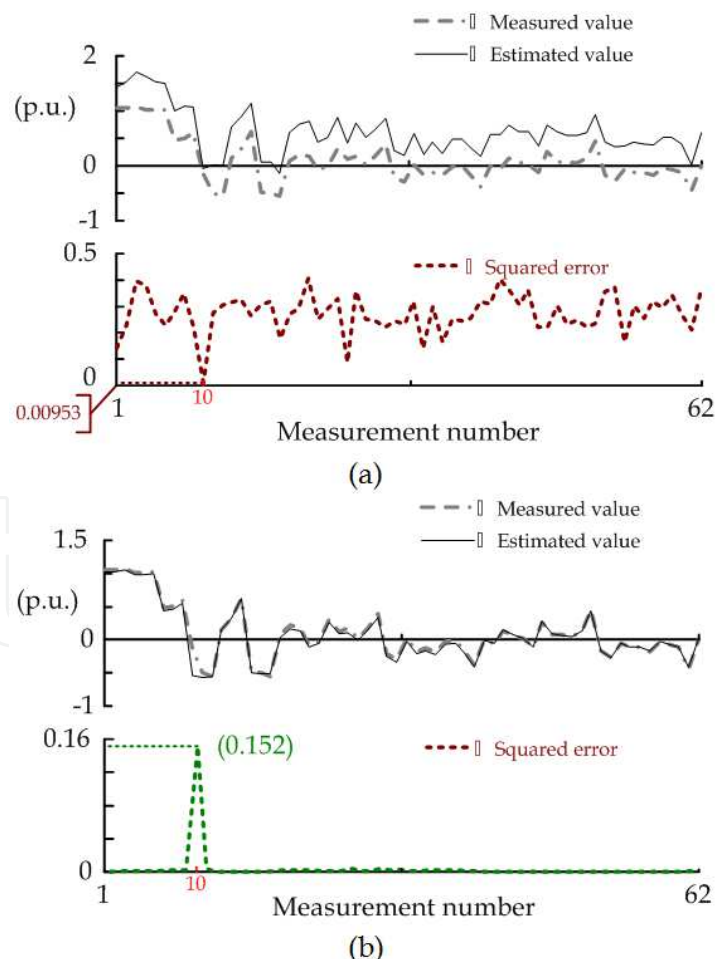 Measured value
Estimated value
2
(p.u.)
0
-1
0.5
Squared error
0
0.00953
1
10
62
Measurement number
(a)
Measured value
Estimated value
1.5
(p.u.)
0
-1
0.16
(0.152)
Squared error
0
1
10
62
Measurement number
(b)